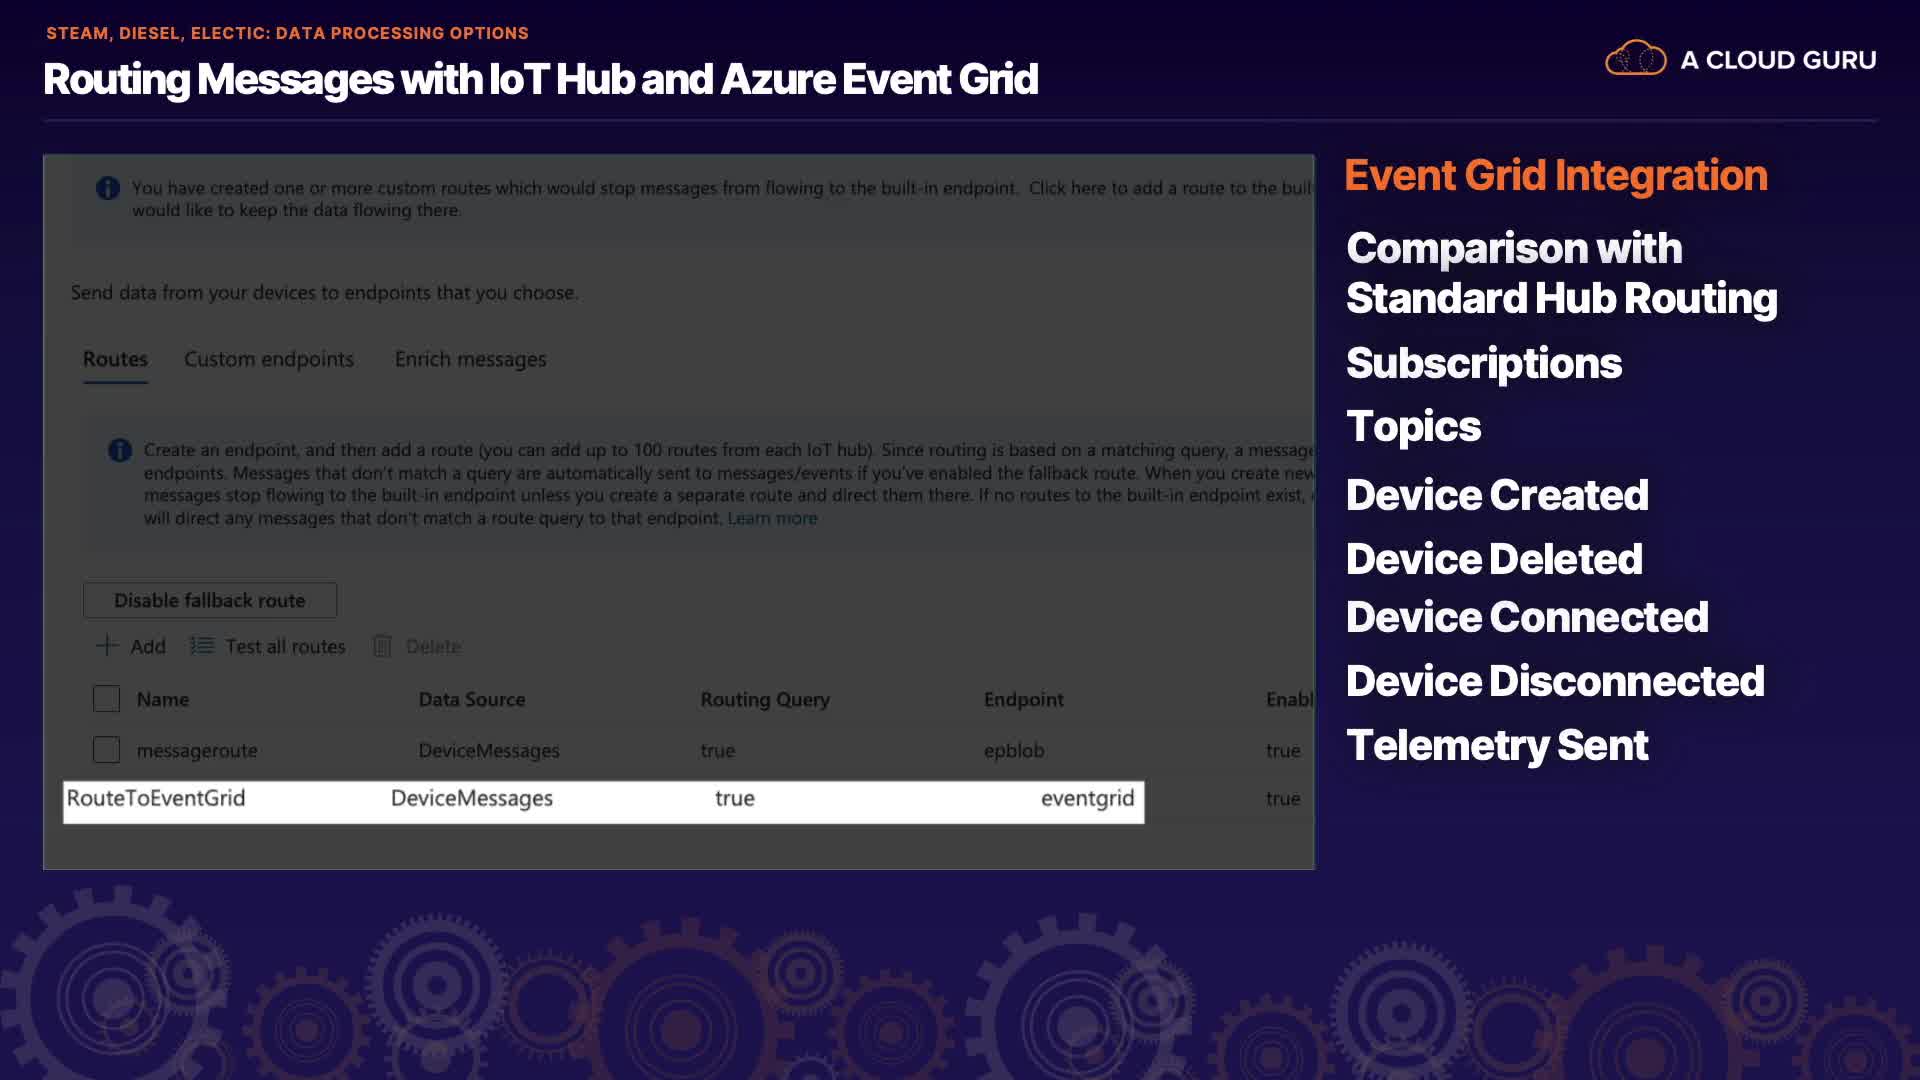 STEAM, DIESEL, ELECTIC: DATA PROCESSING OPTIONS
Routing Messages with IoT Hub and Azure Event Grid
A CLOUD GURU
You have created one or more custom routes which would stop messages from flowing to the built-in endpoint. Click here to add a route to the
would like to keep the data flowing there.
Send data from your devices to endpoints that you choose.
Routes Custom endpoints Enrich messages
Create an endpoint, and then add a route (you can add up to 100 routes from each IoT hub). Since routing is based on a matching query, a message
endpoints. Messages that don't match a query are automatically sent to messages/events if you've enabled the fallback route. When you create new
messages stop flowing to the built-in endpoint unless you create a separate route and direct them there. If no routes to the built-in endpoint exist,
will direct any messages that don't match a route query to that endpoint. Learn more
Disable fallback route
Add Test all routes Delete
Name Data Source Routing Query Endpoint Enabl
messageroute DeviceMessages true epblob true
RouteToEventGrid DeviceMessages true eventgrid true
Event Grid Integration
Comparison with
Standard Hub Routing
Subscriptions
Topics
Device Created
Device Deleted
Device Connected
Device Disconnected
Telemetry Sent